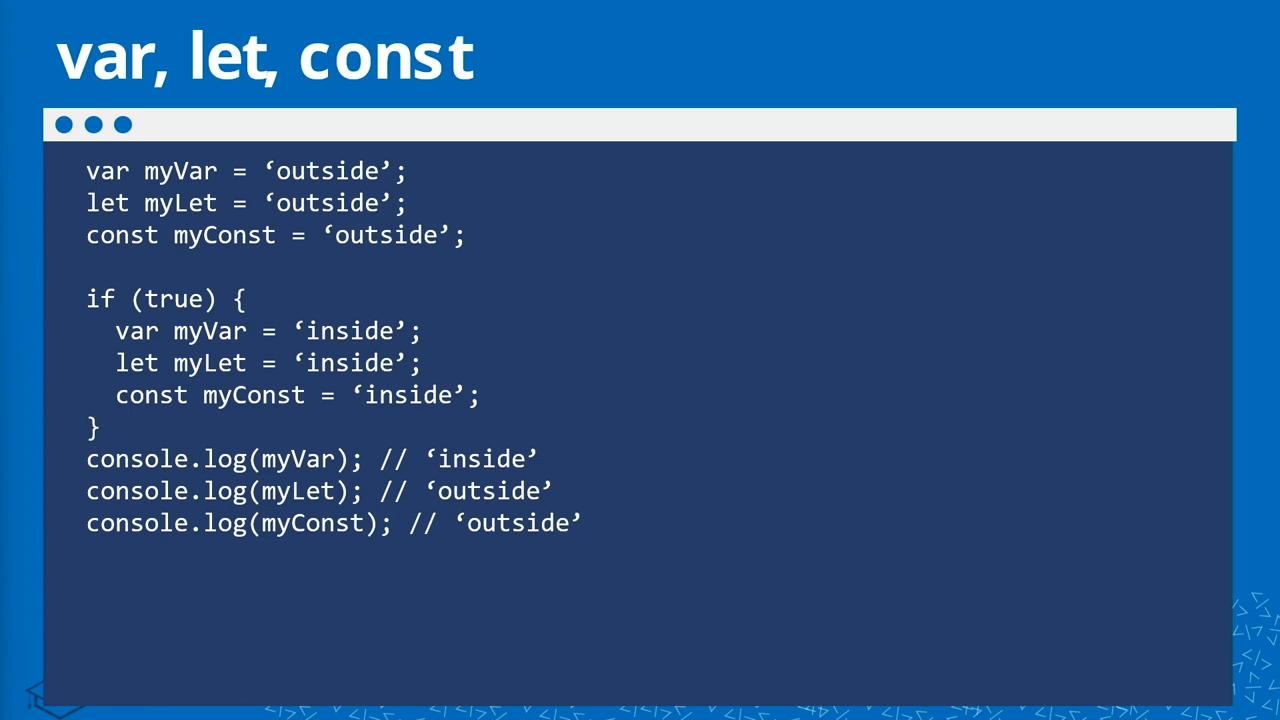 var, let, const
var myVar = ‘outside’;
let myLet = ‘outside’;
const myConst = ‘outside’;
if (true) {
  var myVar = ‘inside’;
  let myLet = ‘inside’;
  const myConst = ‘inside’;
}
console.log(myVar); // ‘inside’
console.log(myLet); // ‘outside’
console.log(myConst); // ‘outside’